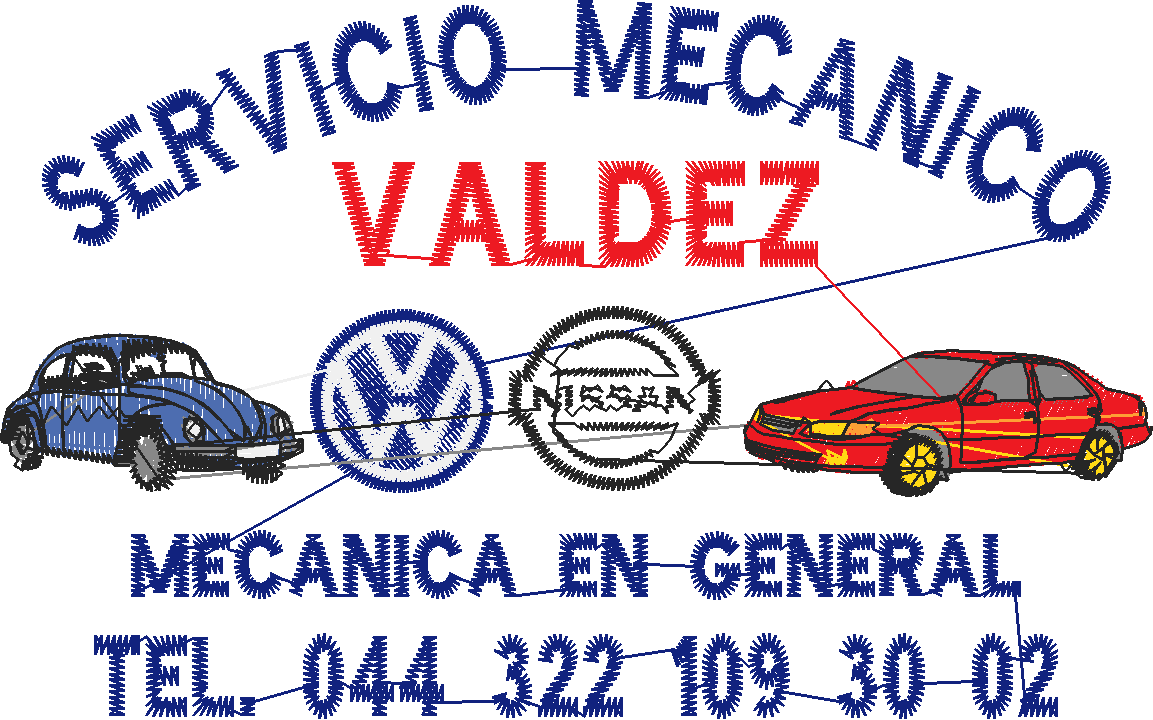 SERVICIO MECANICO
VALDEZ
NISSAN
MECANICA EN GENERAL
TEL. 044 322 109 30 02